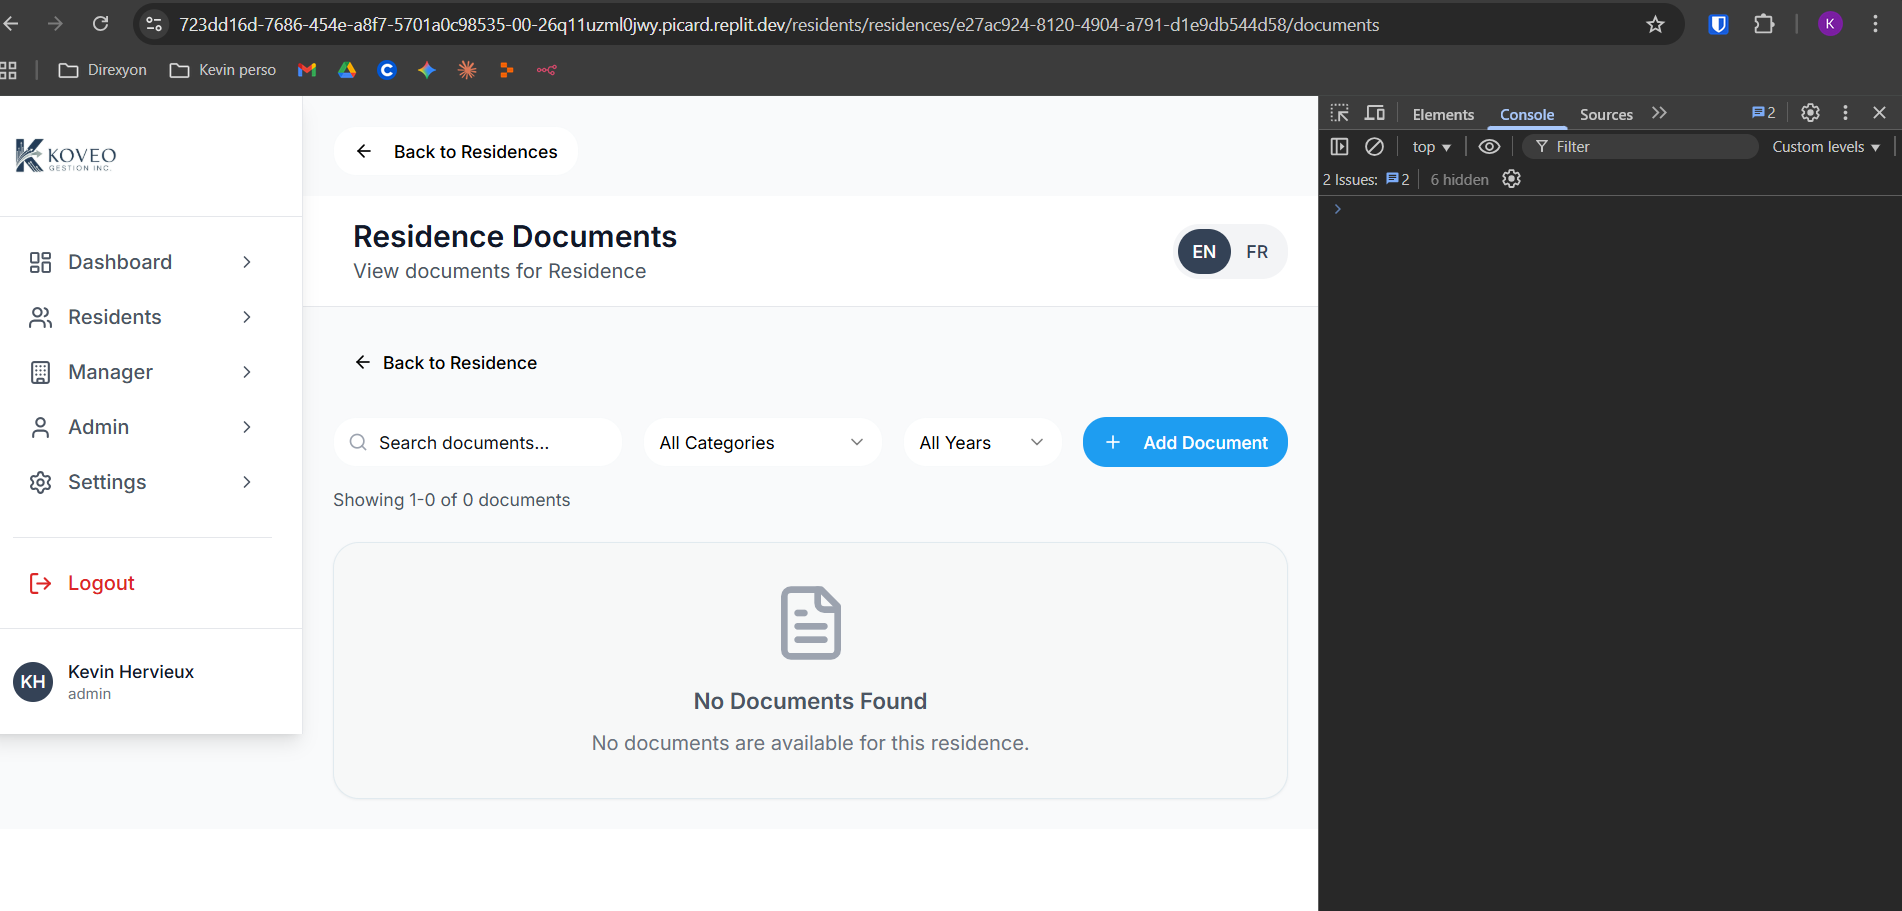 723dd16d-7686-454e-a8f7-5701a0c98535-00-26q11uzml0jwy.picard.replit.dev/residents/residences/e27ac924-8120-4904-a791-d1e9db544d58/documents
K
Direxyon
Kevin perso
KOVEO
GESTION INC.
Dashboard
Residents
Manager
Admin
Settings
Logout
KH
Kevin Hervieux
admin
Back to Residences
Residence Documents
View documents for Residence
EN FR
Back to Residence
Search documents...
All Categories
All Years
Add Document
Showing 1-0 of 0 documents
No Documents Found
No documents are available for this residence.
Elements Console Sources 2
top Filter Custom levels
2 Issues: 2 6 hidden